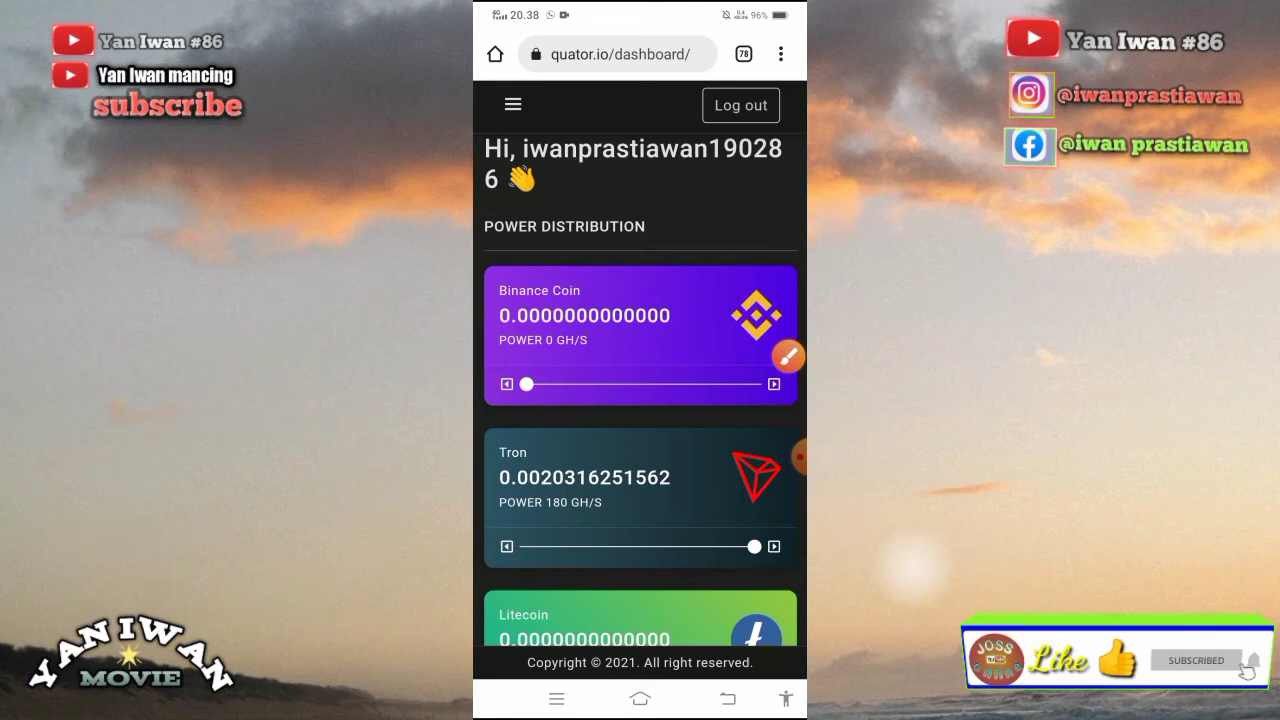 Yan Iwan #86
Yan Iwan mancing
subscribe
20.38
96%
quator.io/dashboard/
78
Log out
Hi, iwanprastiawan19028
6 👋
POWER DISTRIBUTION
Binance Coin
0.0000000000000
POWER 0 GH/S
Tron
0.0020316251562
POWER 180 GH/S
Litecoin
0.0000000000000
Copyright © 2021. All right reserved.
Yan Iwan #86
@iwanprastiawan
@iwan prastiawan
YAN IWAN
MOVIE
JOSS
Like
SUBSCRIBED